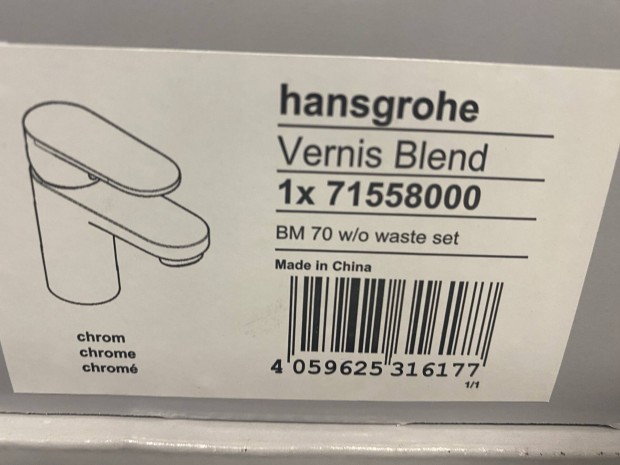 hansgrohe
Vernis Blend
1x 71558000
BM 70 w/o waste set
Made in China
chrom
chrome
chromé
4 059625 316177
1/1